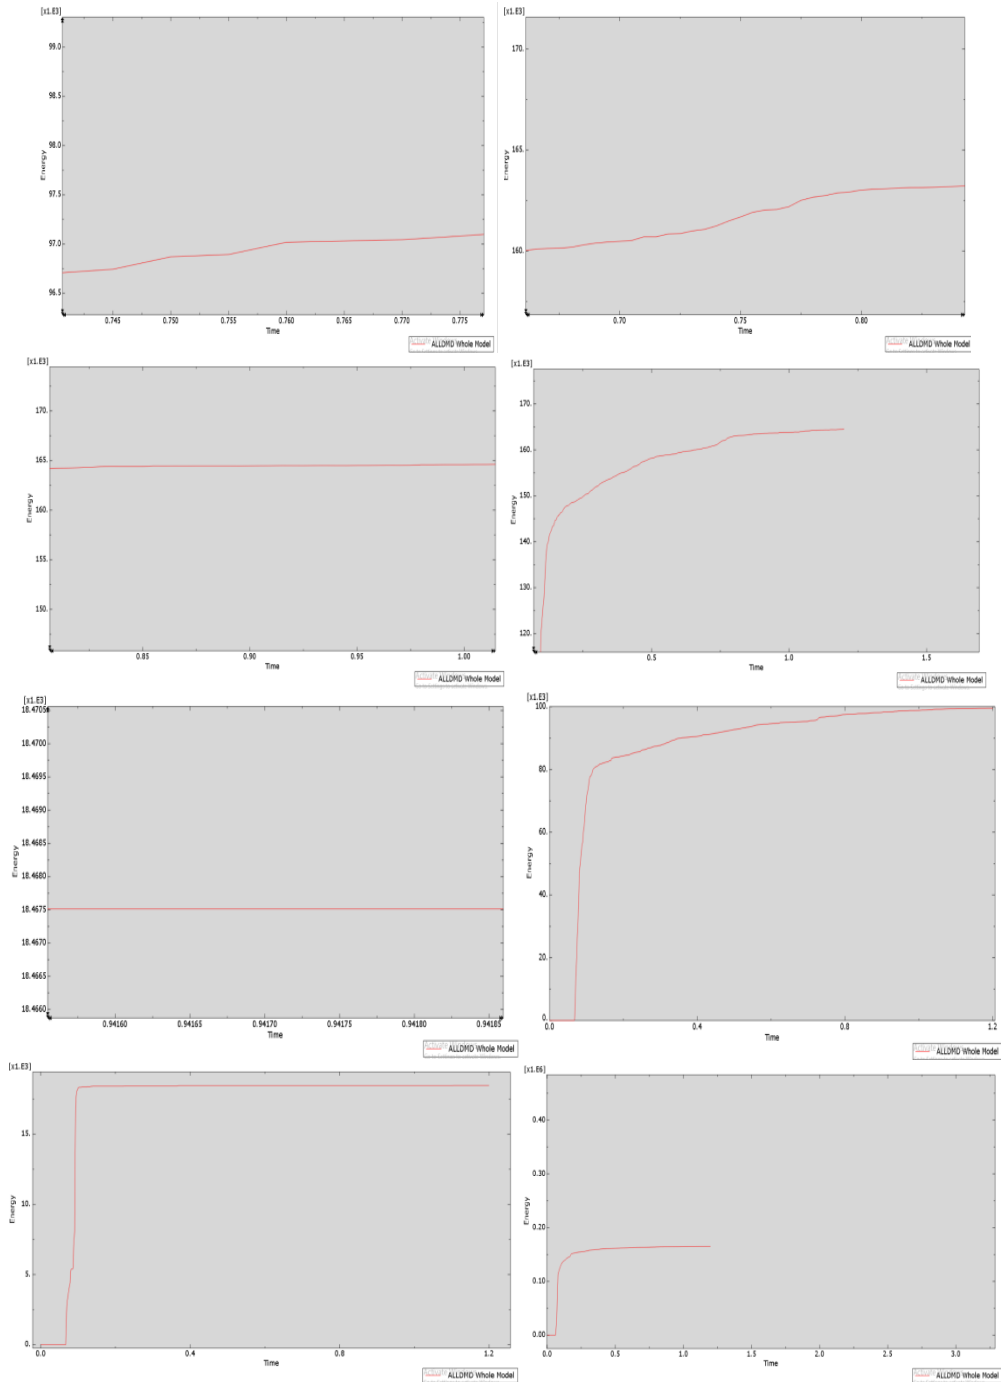 [x1.E3]
99.0
98.5
98.0
97.5
97.0
96.5
Energy
0.745 0.750 0.755 0.760 0.765 0.770 0.775
Time
ALLDMD Whole Model
[x1.E3]
170.
165.
160.
Energy
0.70 0.75 0.80
Time
ALLDMD Whole Model
[x1.E3]
170.
165.
160.
155.
150.
Energy
0.85 0.90 0.95 1.00
Time
ALLDMD Whole Model
[x1.E3]
170.
160.
150.
140.
130.
120.
Energy
0.5 1.0 1.5
Time
ALLDMD Whole Model
[x1.E3]
18.4705
18.4700
18.4695
18.4690
18.4685
18.4680
18.4675
18.4670
18.4665
18.4660
Energy
0.94160 0.94165 0.94170 0.94175 0.94180 0.94185
Time
ALLDMD Whole Model
[x1.E3]
100.
80.
60.
40.
20.
0.
Energy
0.0 0.4 0.8 1.2
Time
ALLDMD Whole Model
[x1.E3]
15.
10.
5.
0.
Energy
0.0 0.4 0.8 1.2
Time
ALLDMD Whole Model
[x1.E6]
0.40
0.30
0.20
0.10
0.00
Energy
0.0 0.5 1.0 1.5 2.0 2.5 3.0
Time
ALLDMD Whole Model